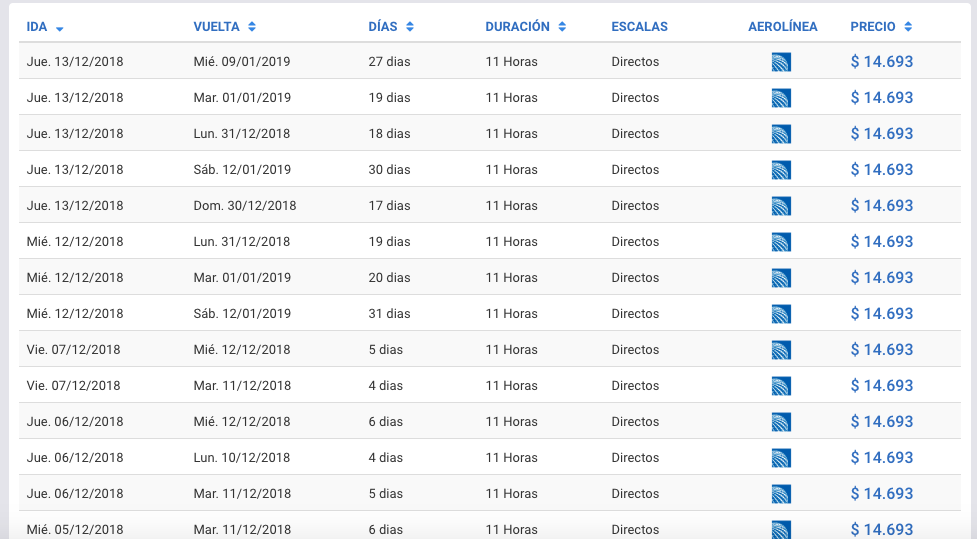 IDA VUELTA DÍAS DURACIÓN ESCALAS AEROLÍNEA PRECIO
Jue. 13/12/2018 Mié. 09/01/2019 27 dias 11 Horas Directos $ 14.693
Jue. 13/12/2018 Mar. 01/01/2019 19 dias 11 Horas Directos $ 14.693
Jue. 13/12/2018 Lun. 31/12/2018 18 dias 11 Horas Directos $ 14.693
Jue. 13/12/2018 Sáb. 12/01/2019 30 dias 11 Horas Directos $ 14.693
Jue. 13/12/2018 Dom. 30/12/2018 17 dias 11 Horas Directos $ 14.693
Mié. 12/12/2018 Lun. 31/12/2018 19 dias 11 Horas Directos $ 14.693
Mié. 12/12/2018 Mar. 01/01/2019 20 dias 11 Horas Directos $ 14.693
Mié. 12/12/2018 Sáb. 12/01/2019 31 dias 11 Horas Directos $ 14.693
Vie. 07/12/2018 Mié. 12/12/2018 5 dias 11 Horas Directos $ 14.693
Vie. 07/12/2018 Mar. 11/12/2018 4 dias 11 Horas Directos $ 14.693
Jue. 06/12/2018 Mié. 12/12/2018 6 dias 11 Horas Directos $ 14.693
Jue. 06/12/2018 Lun. 10/12/2018 4 dias 11 Horas Directos $ 14.693
Jue. 06/12/2018 Mar. 11/12/2018 5 dias 11 Horas Directos $ 14.693
Mié. 05/12/2018 Mar. 11/12/2018 6 dias 11 Horas Directos $ 14.693